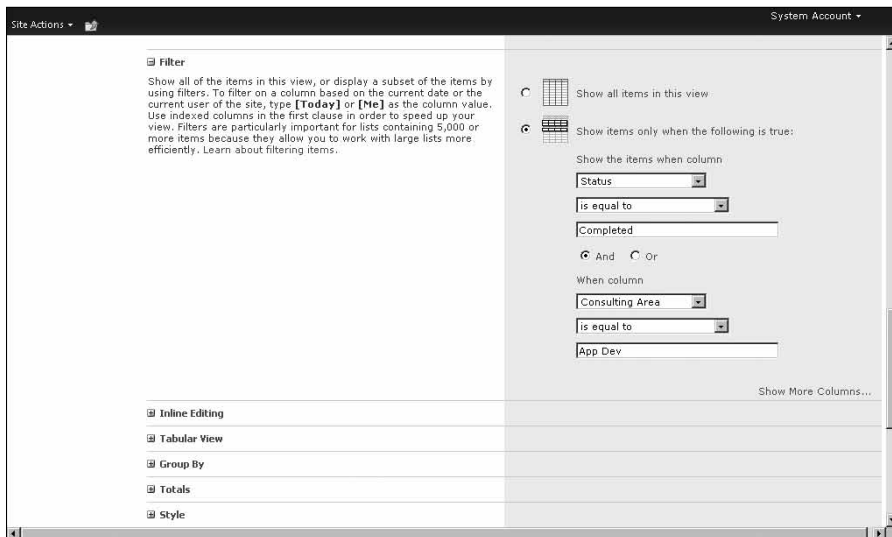 Site Actions
System Account
Filter
Show all of the items in this view, or display a subset of the items by
using filters. To filter on a column based on the current date or the
current user of the site, type [Today] or [Me] as the column value.
Use indexed columns in the first clause in order to speed up your
view. Filters are particularly important for lists containing 5,000 or
more items because they allow you to work with large lists more
efficiently. Learn about filtering items.
Show all items in this view
Show items only when the following is true:
Show the items when column
Status
is equal to
Completed
And Or
When column
Consulting Area
is equal to
App Dev
Show More Columns...
Inline Editing
Tabular View
Group By
Totals
Style